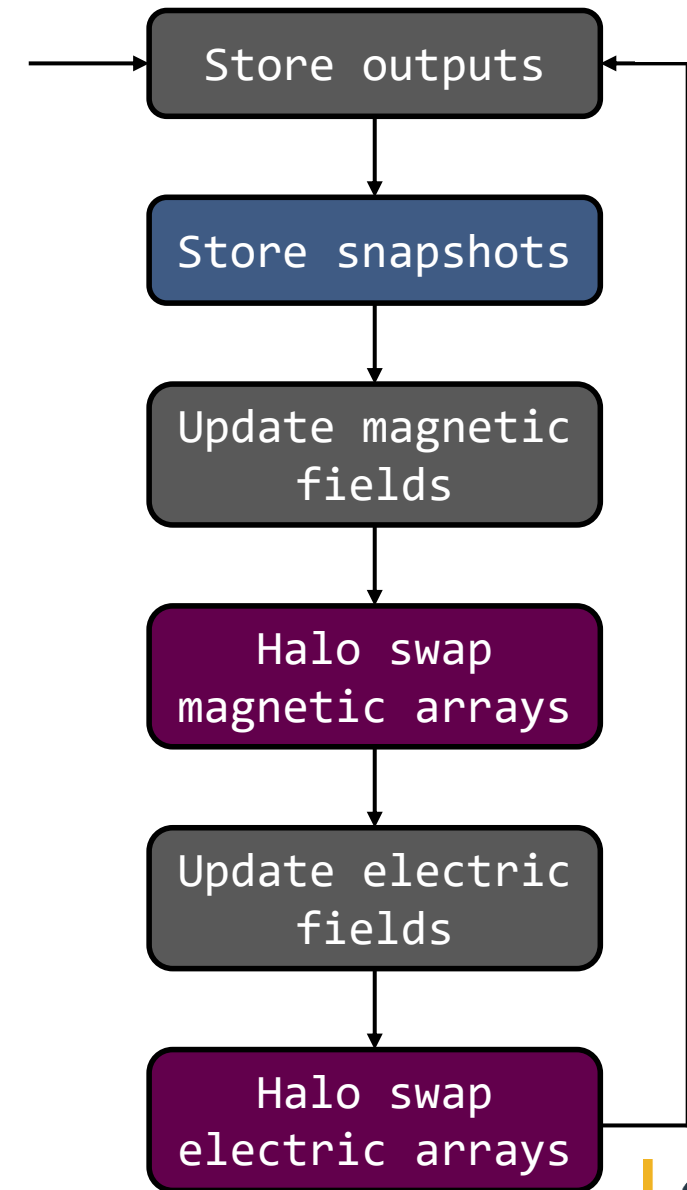 Store outputs
Store snapshots
Update magnetic
fields
Halo swap
magnetic arrays
Update electric
fields
Halo swap
electric arrays